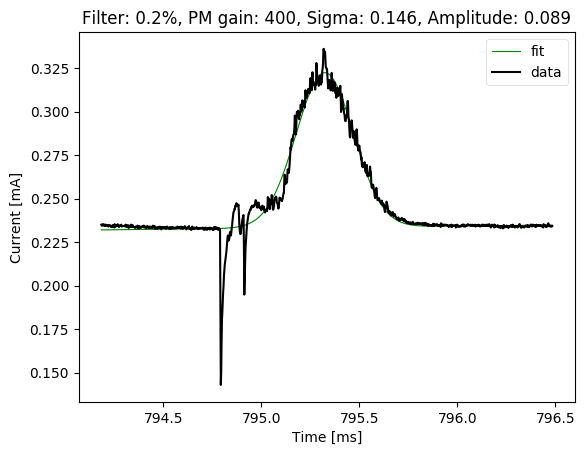 Filter: 0.2%, PM gain: 400, Sigma: 0.146, Amplitude: 0.089
fit
data
0.325
0.300
0.275
0.250
0.225
0.200
0.175
0.150
Current [mA]
794.5 795.0 795.5 796.0 796.5
Time [ms]